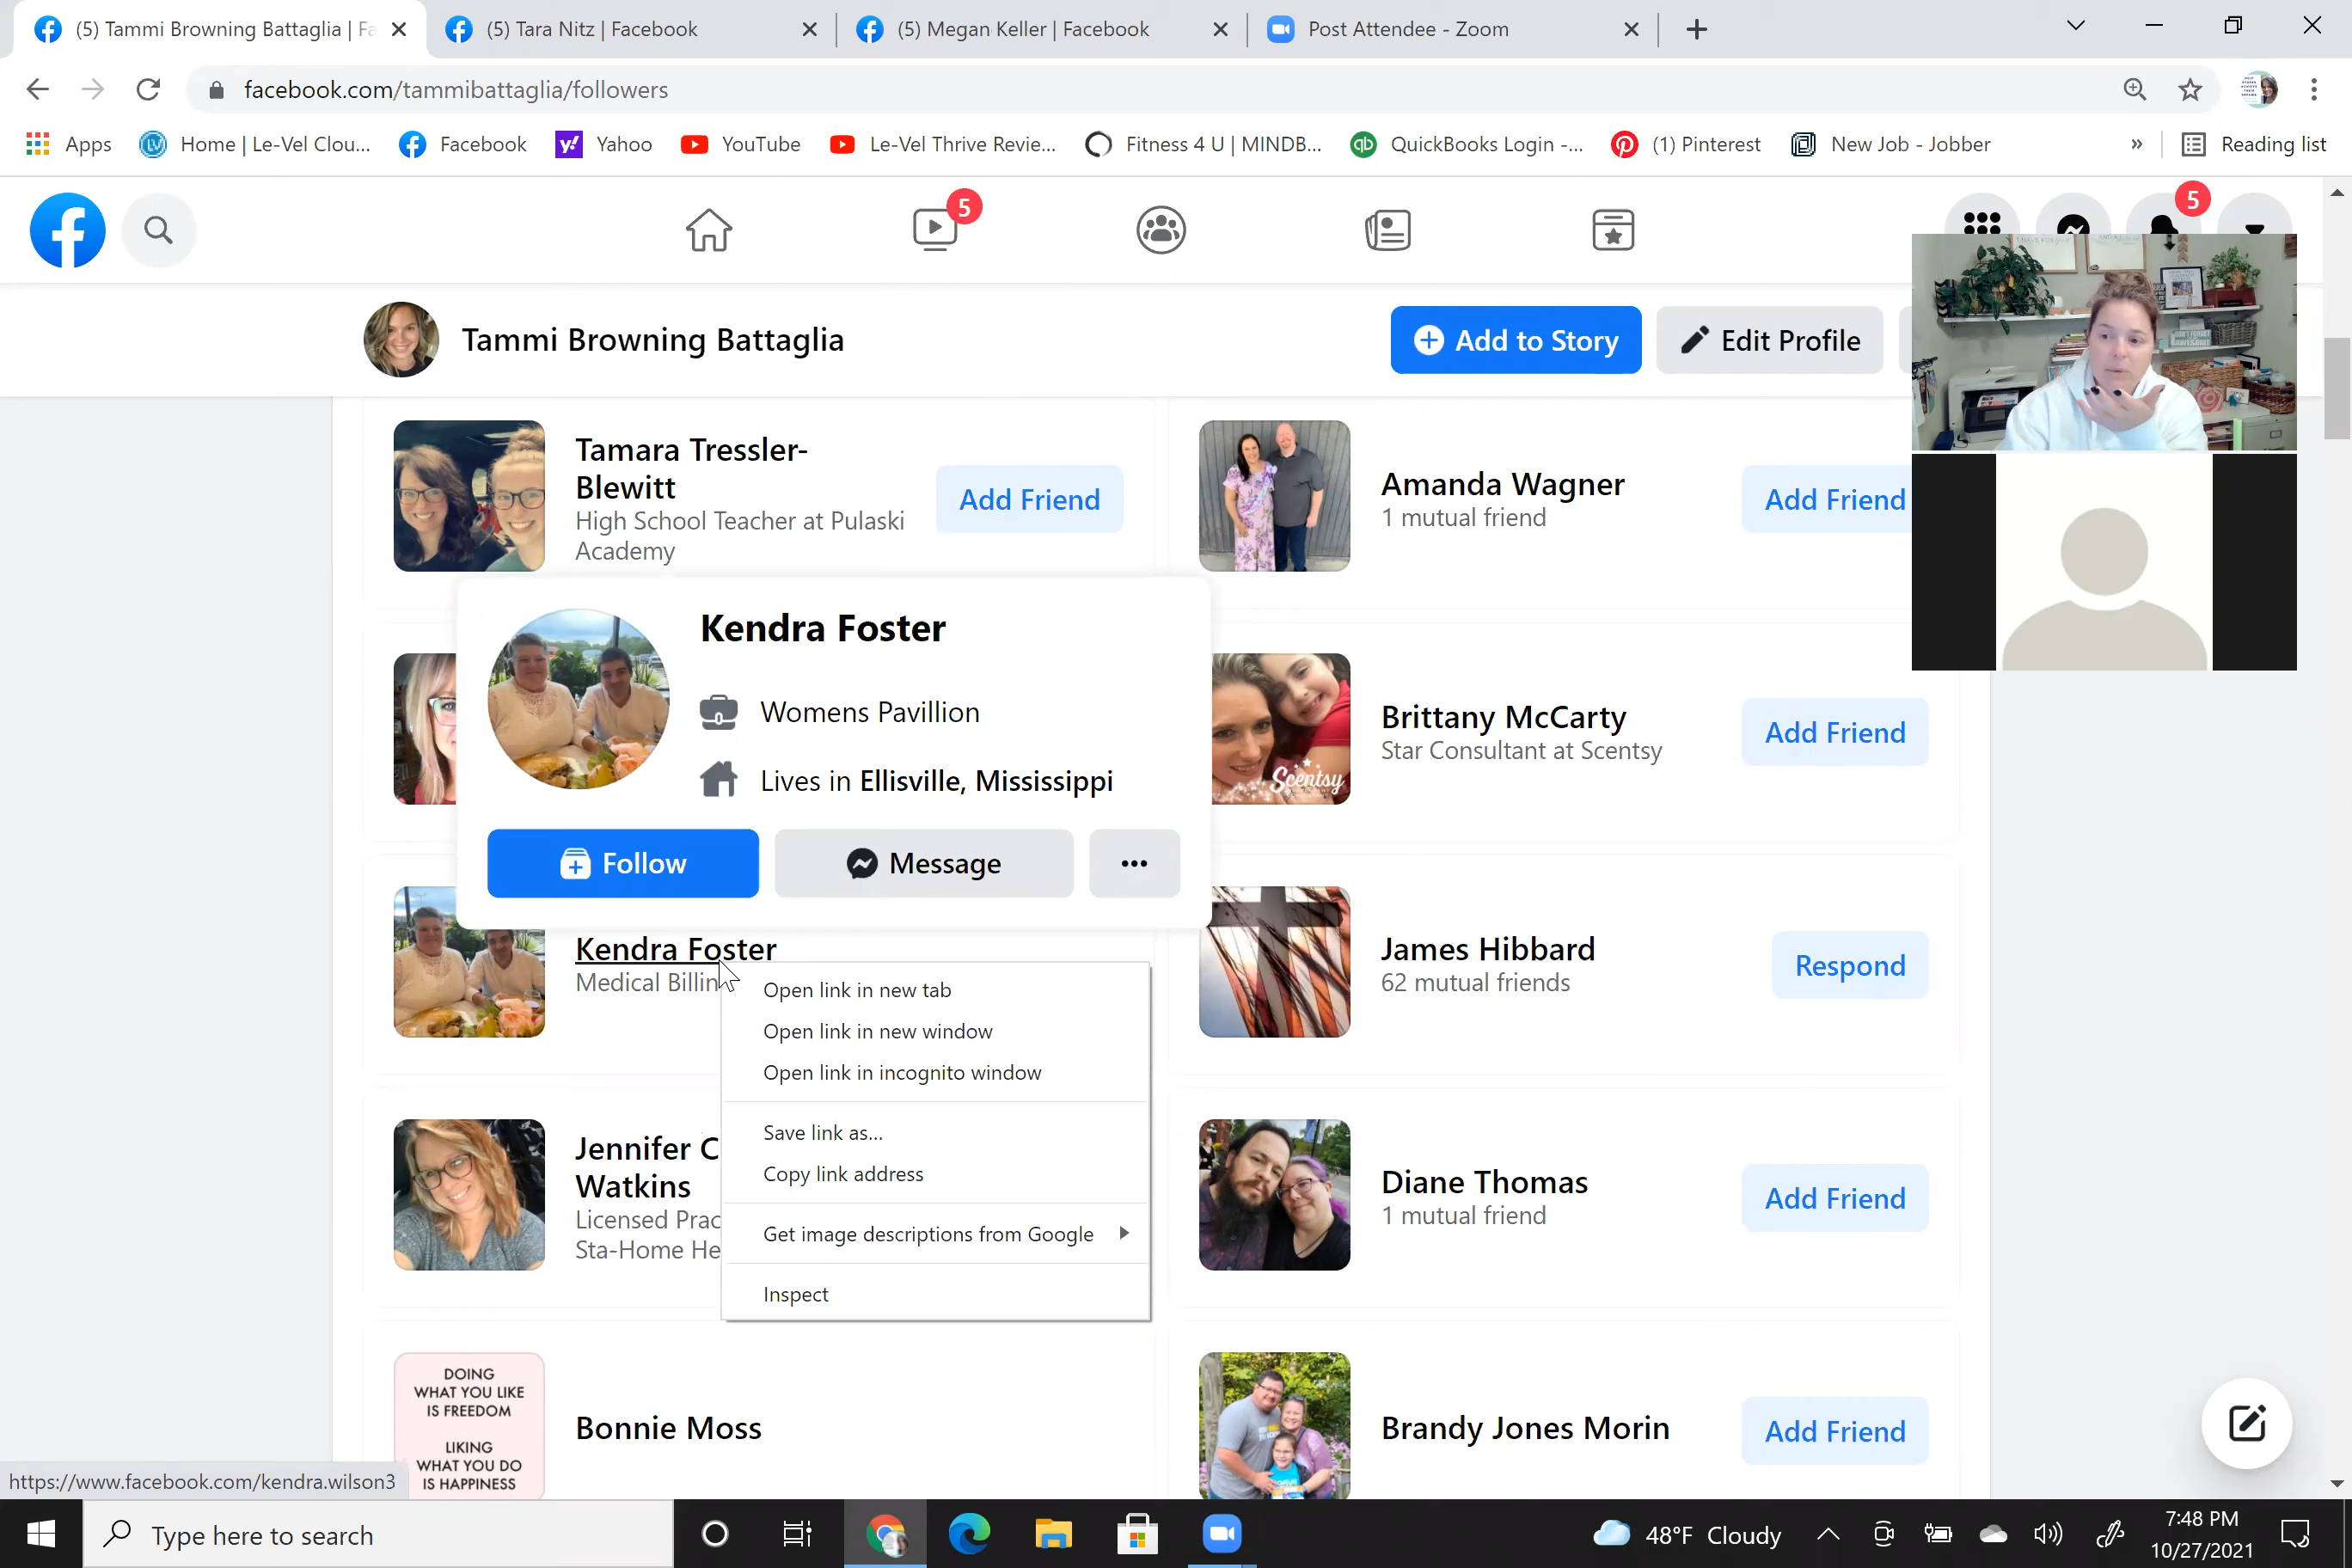 (5) Tammi Browning Battaglia | Fa
(5) Tara Nitz | Facebook
(5) Megan Keller | Facebook
Post Attendee - Zoom
facebook.com/tammibattaglia/followers
Apps
Home | Le-Vel Clou...
Facebook
Yahoo
YouTube
Le-Vel Thrive Revie...
Fitness 4 U | MINDB...
QuickBooks Login -...
(1) Pinterest
New Job - Jobber
»
Reading list
5
5
Tammi Browning Battaglia
Add to Story
Edit Profile
Tamara Tressler-
Blewitt
High School Teacher at Pulaski
Academy
Add Friend
Amanda Wagner
1 mutual friend
Add Friend
Kendra Foster
Womens Pavillion
Lives in Ellisville, Mississippi
Follow
Message
Scentsy
Brittany McCarty
Star Consultant at Scentsy
Add Friend
Kendra Foster
Medical Billin
James Hibbard
62 mutual friends
Respond
Open link in new tab
Open link in new window
Open link in incognito window
Save link as...
Copy link address
Get image descriptions from Google
Inspect
Jennifer C
Watkins
Licensed Prac
Sta-Home He
Diane Thomas
1 mutual friend
Add Friend
DOING
WHAT YOU LIKE
IS FREEDOM
LIKING
WHAT YOU DO
IS HAPPINESS
Bonnie Moss
Brandy Jones Morin
Add Friend
https://www.facebook.com/kendra.wilson3
Type here to search
48°F Cloudy
7:48 PM
10/27/2021